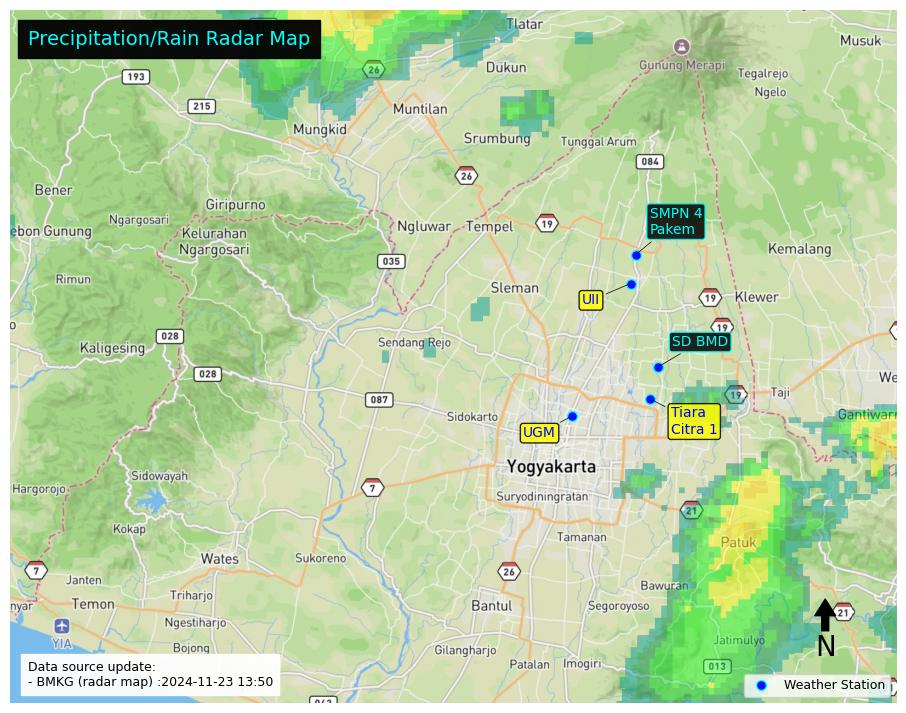 Precipitation/Rain Radar Map
Tlatar
Musuk
26
Gunung Merapi
Dukun
Tegalrejo
193
Ngelo
215
Muntilan
Mungkid
Srumbung
Tunggal Arum
084
26
Bener
Giripurno
SMPN 4
Pakem
Ngargosari
Ngluwar
Tempel
19
ebon Gunung
Kelurahan
Ngargosari
Kemalang
035
Rimun
Sleman
UII
19
Klewer
19
028
Sendang Rejo
SD BMD
Kaligesing
028
We
19
Taji
087
Tiara
Citra 1
Sidokarto
Gantiwarn
UGM
Yogyakarta
Sidowayah
7
Hargorojo
Suryodiningratan
21
Kokap
Tamanan
Patuk
Wates
Sukoreno
7
26
Janten
Bawuran
Triharjo
nyar
Temon
Bantul
Segoroyoso
21
Ngestiharjo
YIA
N
Bojong
Gilangharjo
Jatimulyo
Patalan
Imogiri
013
Data source update:
- BMKG (radar map) :2024-11-23 13:50
Weather Station